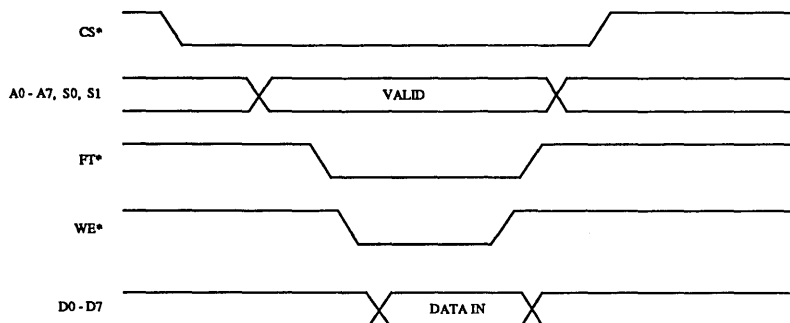 CS*
A0 - A7, S0, S1
VALID
FT*
WE*
D0 - D7
DATA IN